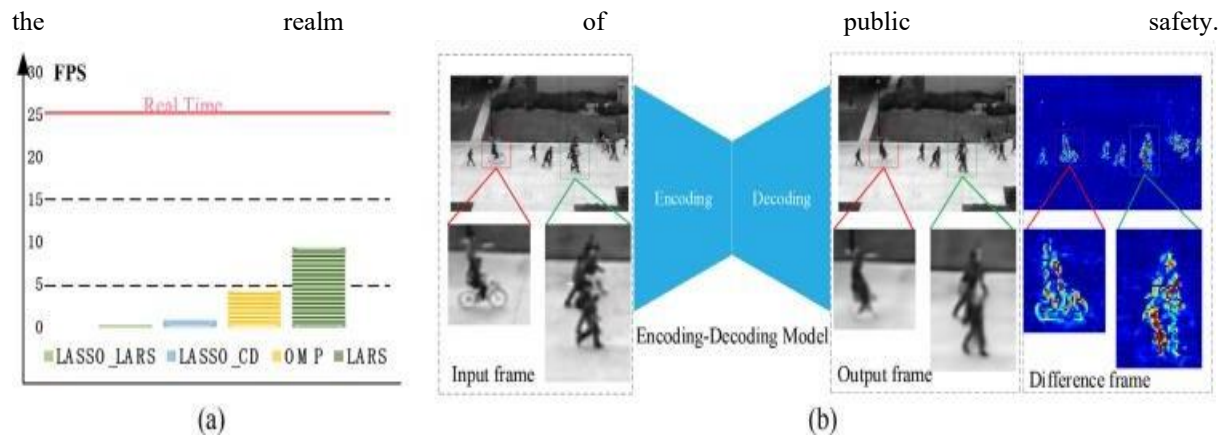 the realm of public safety.
30 FPS
Real Time
25
20
15
10
5
0
LASSO_LARS LASSO_CD OMP LARS
(a)
Encoding Decoding
Encoding-Decoding Model
Input frame
Output frame
Difference frame
(b)